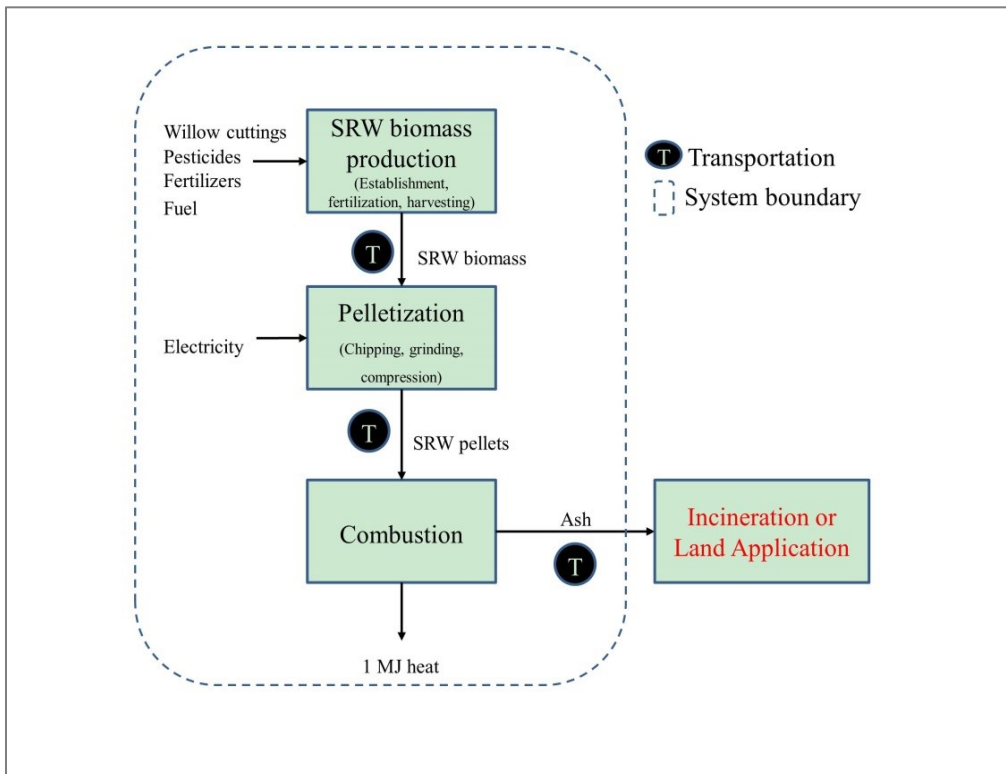 Willow cuttings
Pesticides
Fertilizers
Fuel
SRW biomass
production
(Establishment,
fertilization, harvesting)
T Transportation
System boundary
T
SRW biomass
Electricity
Pelletization
(Chipping, grinding,
compression)
T
SRW pellets
Combustion
Ash
T
Incineration or
Land Application
1 MJ heat